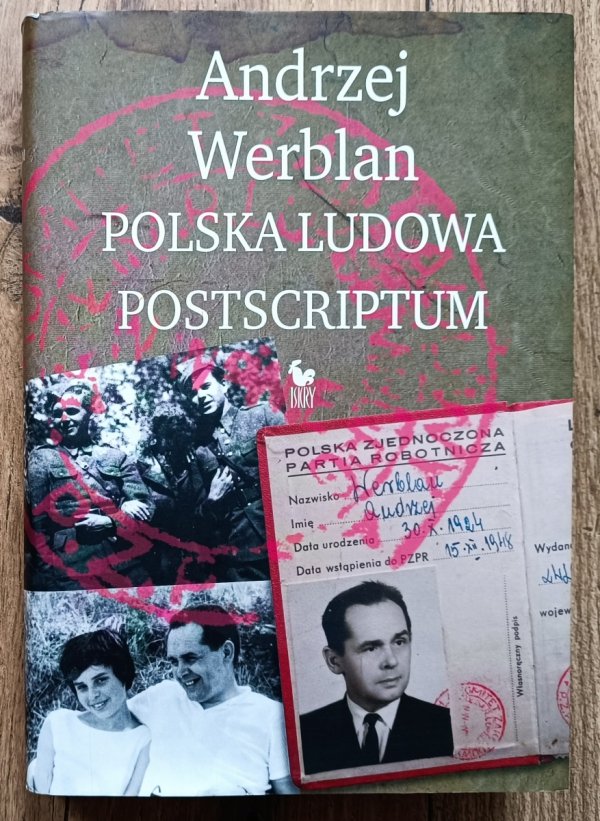 Andrzej
Werblan
POLSKA LUDOWA
POSTSCRIPTUM
ISKRY
POLSKA ZJEDNOCZONA
PARTIA ROBOTNICZA
Nazwisko Werblan
Imię Andrzej
Data urodzenia 30.X.1924
Data wstąpienia do PZPR 15.XII.1948
Własnoręczny podpis
Wydan
wojew